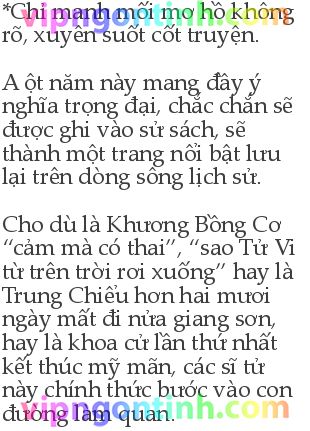 *Chỉ manh mối mơ hồ không
rõ, xuyên suốt cốt truyện.
A ột năm này mang đầy ý
nghĩa trọng đại, chắc chắn sẽ
được ghi vào sử sách, sẽ
thành một trang nổi bật lưu
lại trên dòng sông lịch sử.
Cho dù là Khương Bồng Cơ
“cảm mà có thai”, “sao Tử Vi
từ trên trời rơi xuống” hay là
Trung Chiểu hơn hai mươi
ngày mất đi nửa giang sơn,
hay là khoa cử lần thứ nhất
kết thúc mỹ mãn, các sĩ tử
này chính thức bước vào con
đường làm quan.
vipngontinh.com
vipngontinh.com